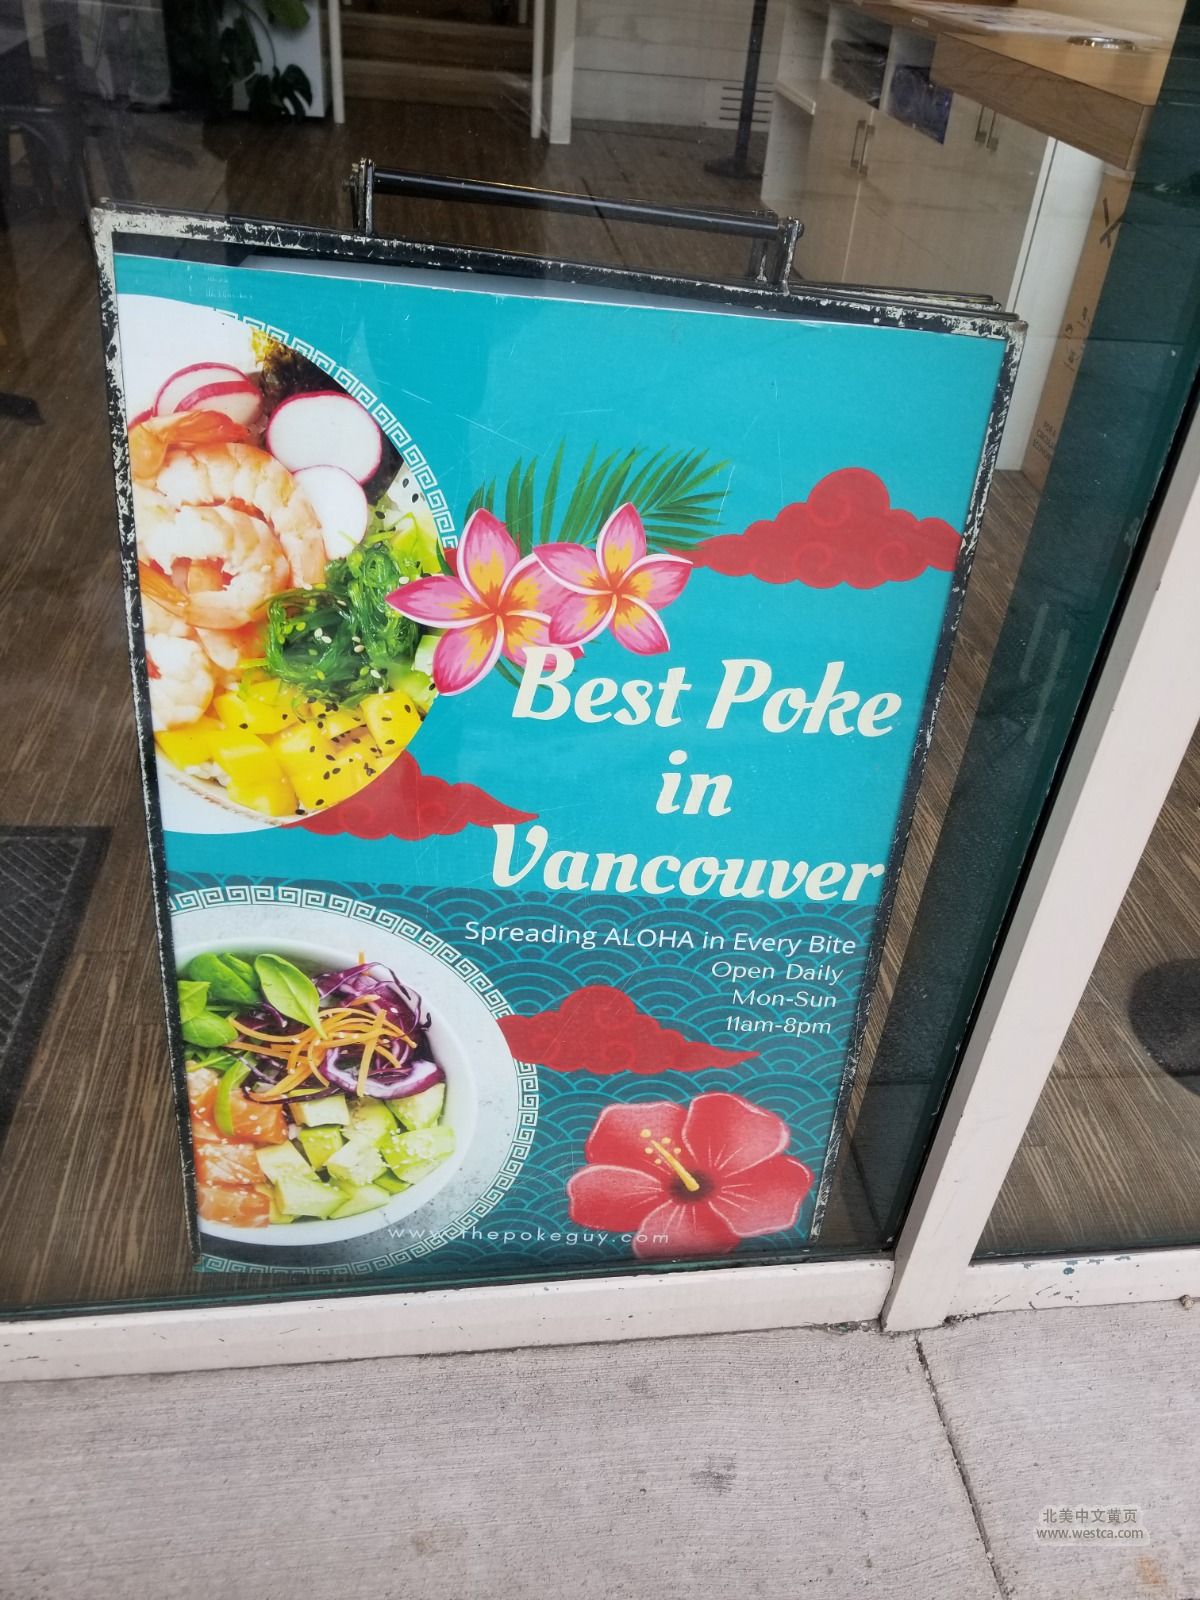 Best Poke
in
Vancouver
Spreading ALOHA in Every Bite
Open Daily
Mon-Sun
11am-8pm
www.thepokeguy.com
北美中文黄页
www.westca.com